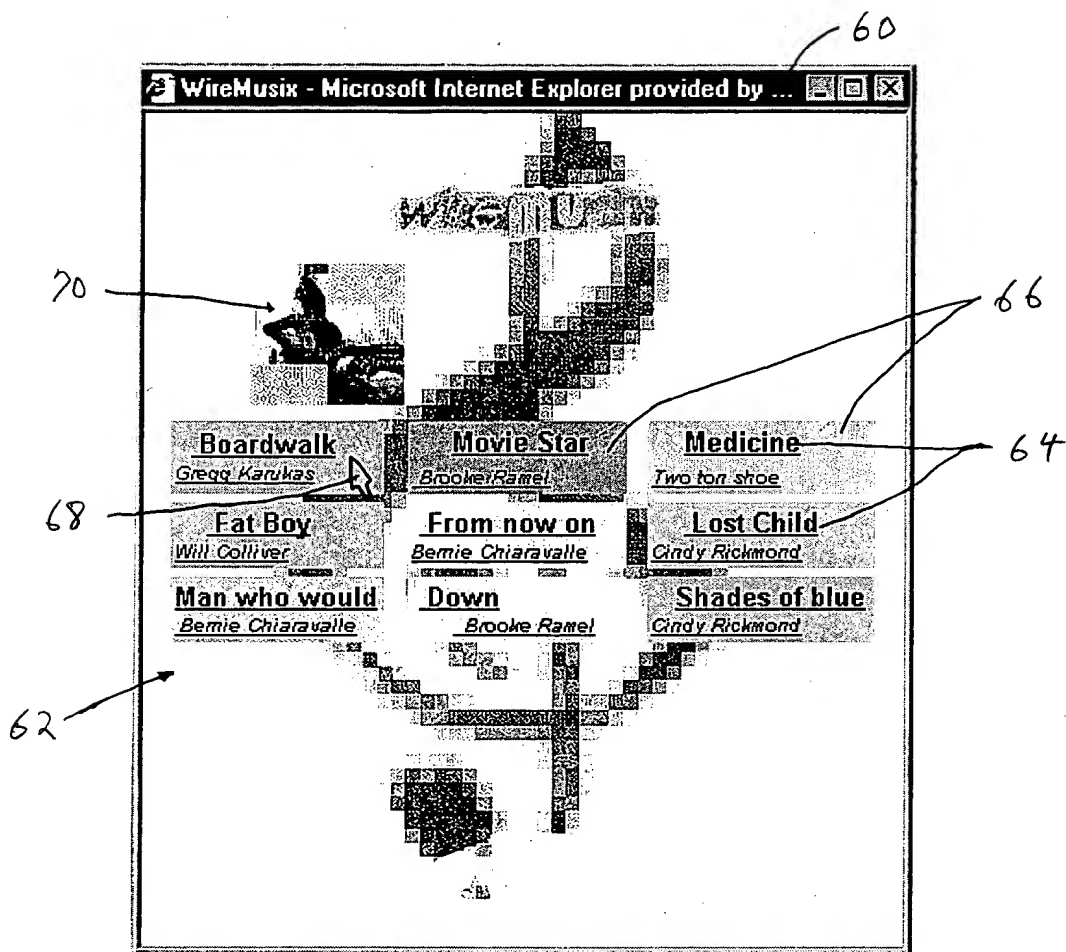 60
WireMusix - Microsoft Internet Explorer provided by ...
70
66
Boardwalk Movie Star Medicine
Gregg Karukas Brooke Ramel Two ton shoe
64
68
Fat Boy From now on Lost Child
Will Colliver Bernie Chiaravalle Cindy Rickmond
Man who would Down Shades of blue
Bernie Chiaravalle Brooke Ramel Cindy Rickmond
62